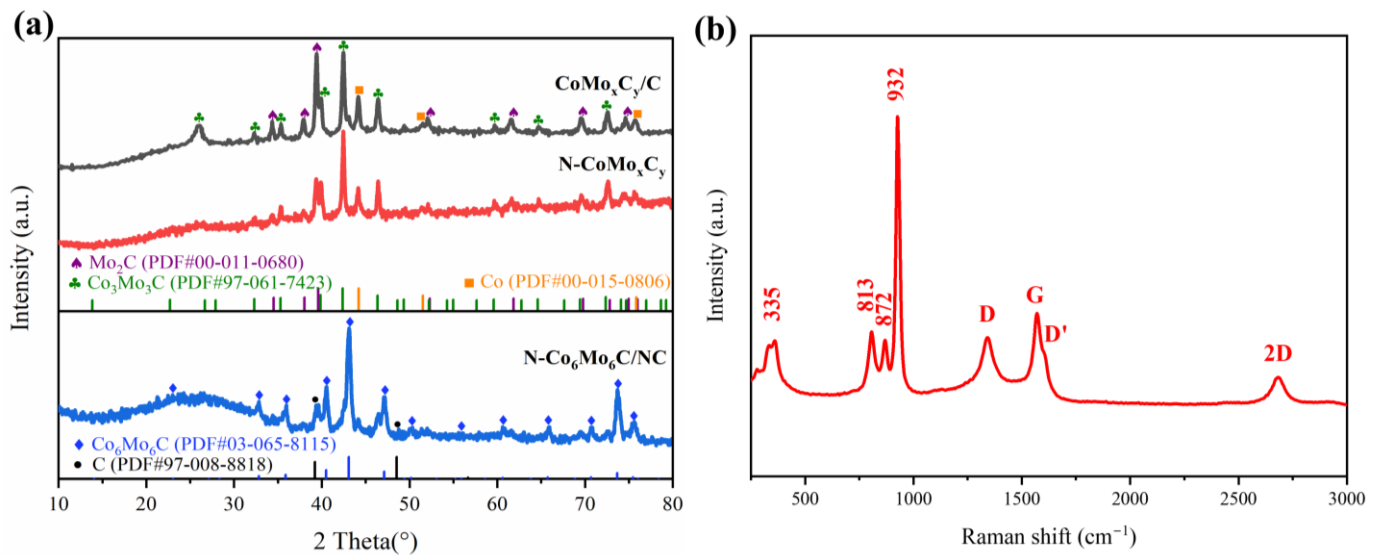 (a)
CoMoₓCᵧ/C
N-CoMoₓCᵧ
♠ Mo₂C (PDF#00-011-0680)
♣ Co₃Mo₃C (PDF#97-061-7423)
■ Co (PDF#00-015-0806)
N-Co₆Mo₆C/NC
♦ Co₆Mo₆C (PDF#03-065-8115)
● C (PDF#97-008-8818)
Intensity (a.u.)
10 20 30 40 50 60 70 80
2 Theta(°)
(b)
335
813
872
932
D
G
D'
2D
Intensity (a.u.)
500 1000 1500 2000 2500 3000
Raman shift (cm⁻¹)